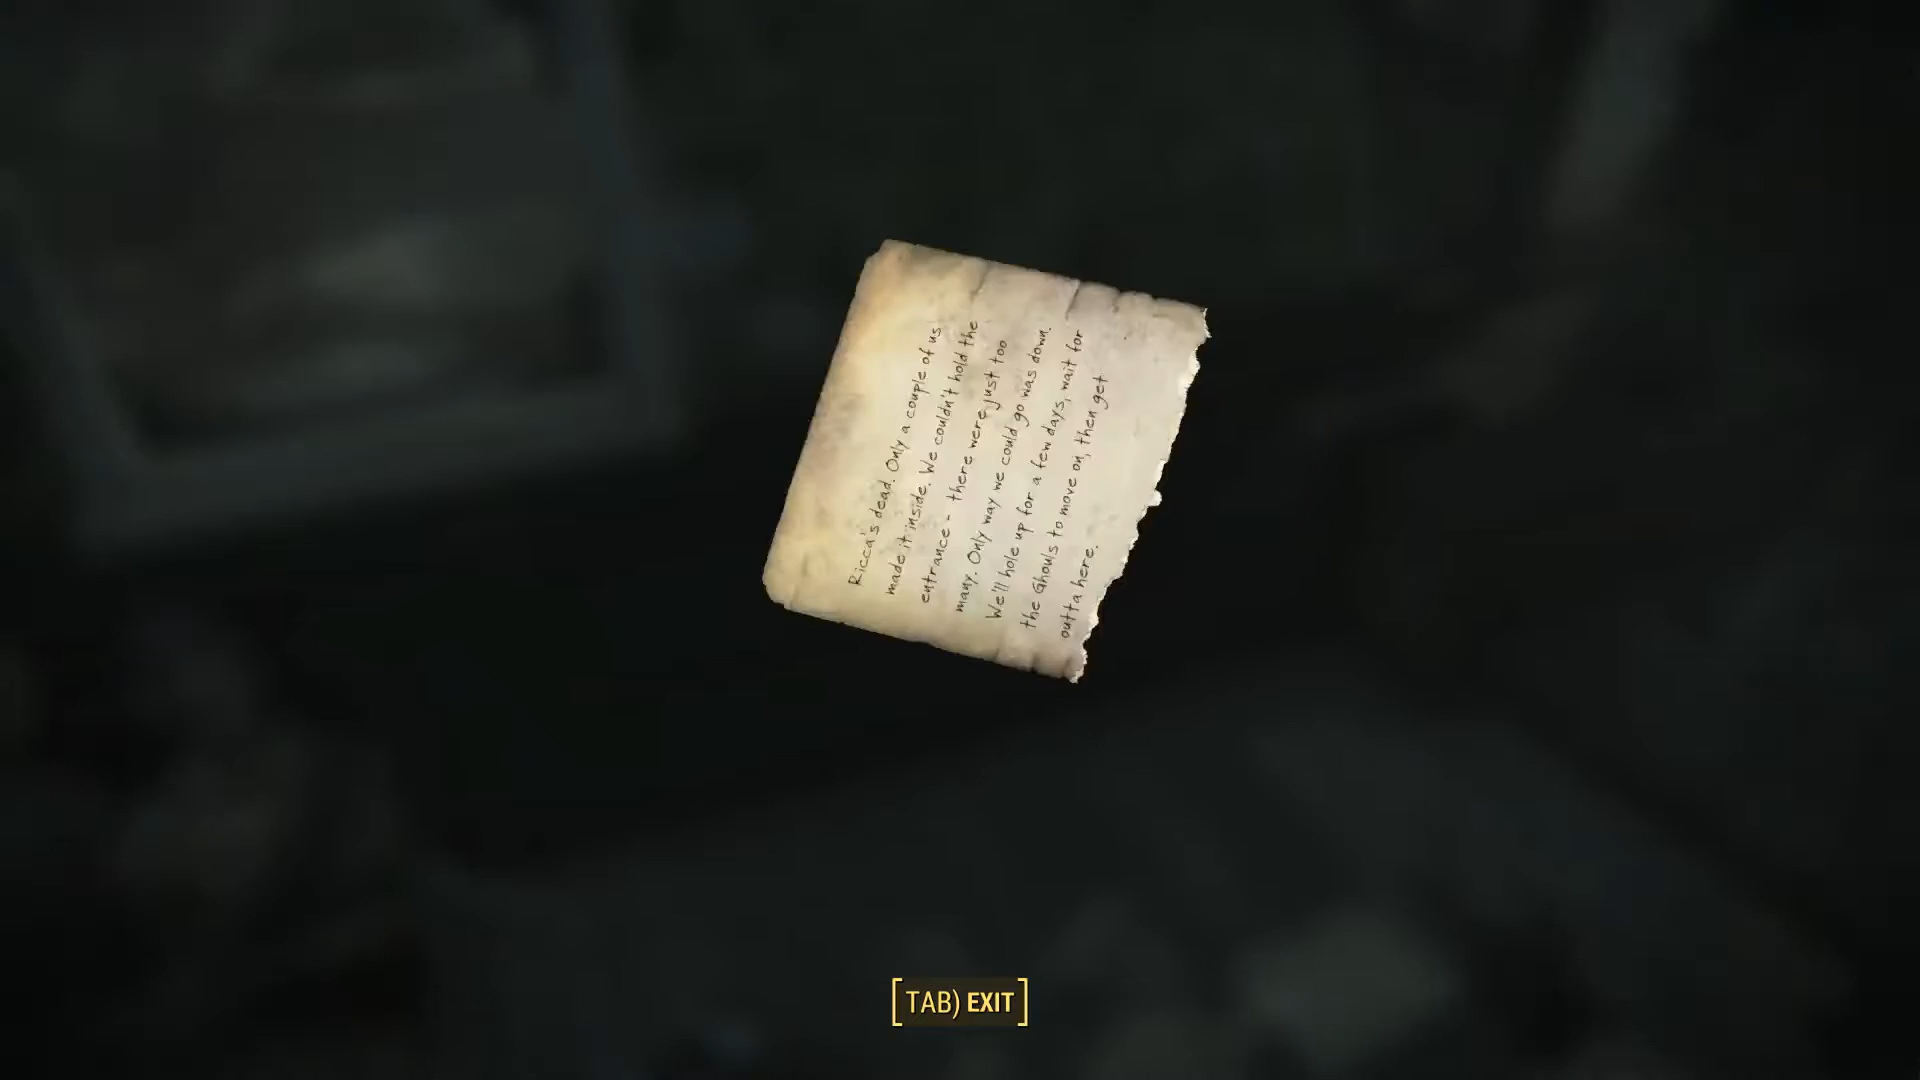 Ricca's dead. Only a couple of us
made it inside. We couldn't hold the
entrance - there were just too
many. Only way we could go was down.
We'll hole up for a few days, wait for
the Ghouls to move on, then get
outta here.
[TAB) EXIT]